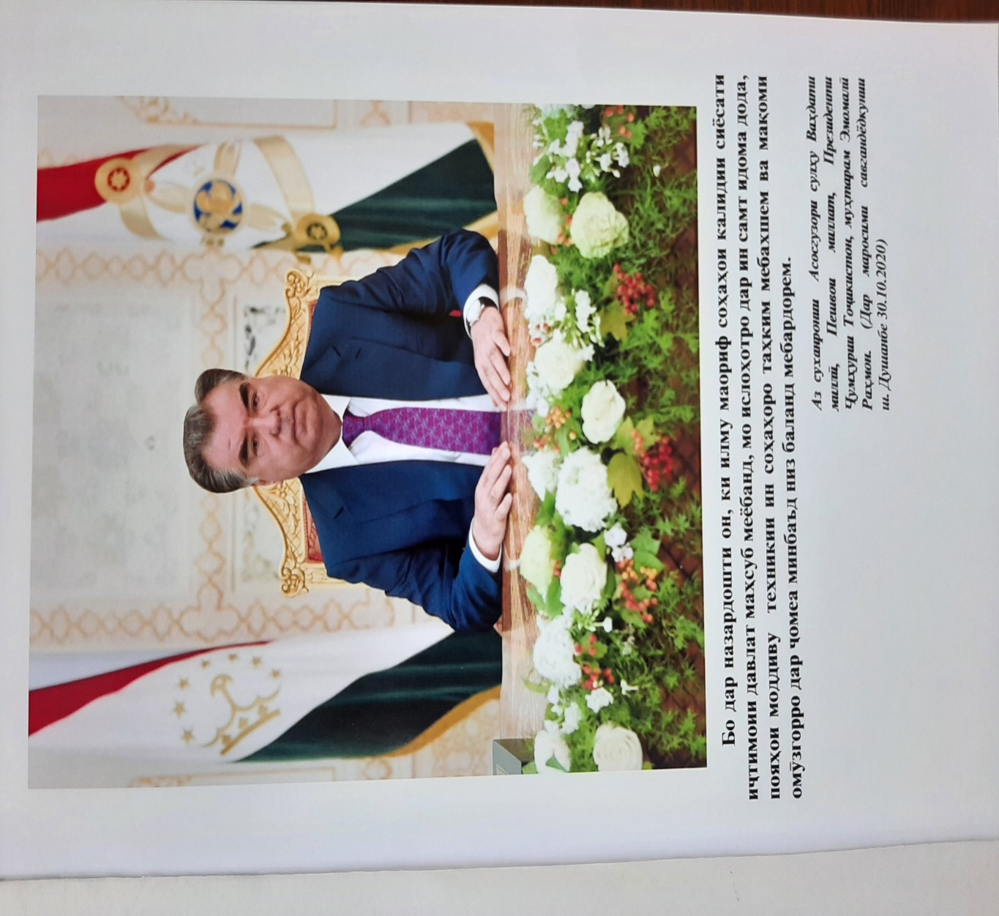 Бо дар назардошти он, ки илму маориф соҳаҳои калидии сиёсати
иҷтимоии давлат маҳсуб меёбанд, мо ислоҳотро дар ин самт идома дода,
пояҳои моддиву техникии ин соҳаҳоро таҳким мебахшем ва мақоми
омӯзгорро дар ҷомеа минбаъд низ баланд мебардорем.
Аз суханронии Асосгузори сулҳу Ваҳдати
миллӣ, Пешвои миллат, Президенти
Ҷумҳурии Тоҷикистон, муҳтарам Эмомалӣ
Раҳмон. (Дар маросими савгандёдкунии
ш. Душанбе 30.10.2020)